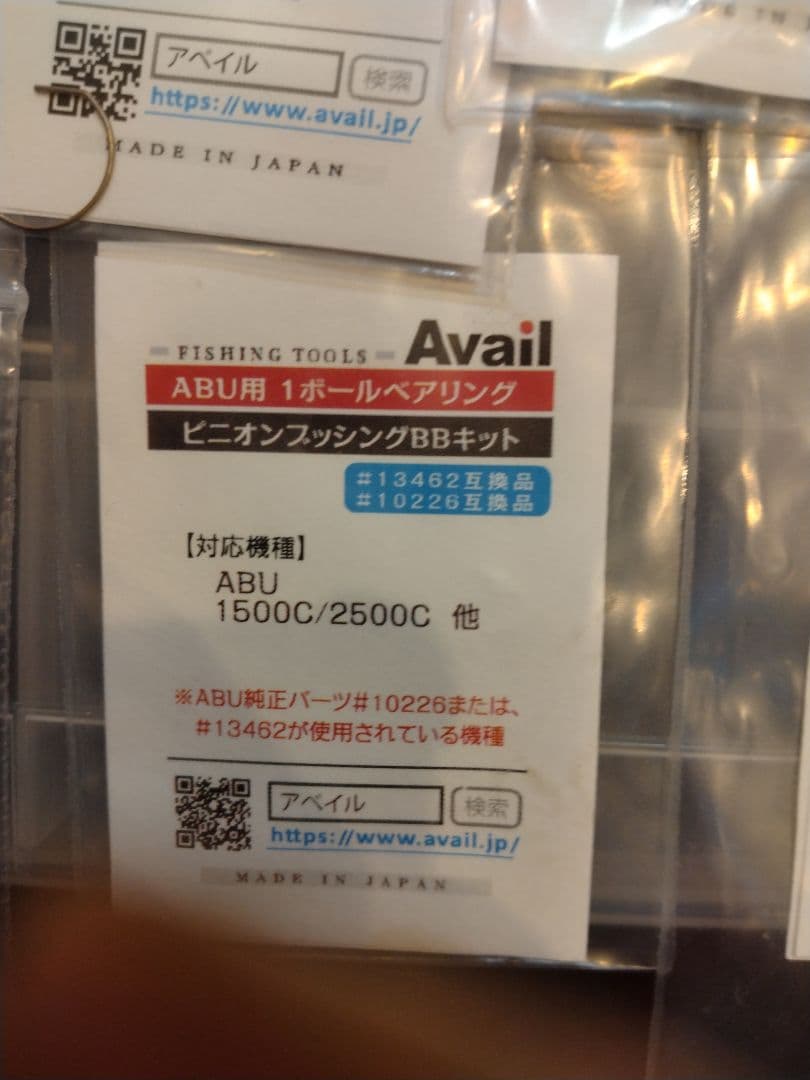 アベイル 検索
https://www.avail.jp/
MADE IN JAPAN
FISHING TOOLS Avail
ABU用 1ボールベアリング
ピニオンブッシングBBキット
#13462互換品
#10226互換品
【対応機種】
ABU
1500C/2500C 他
※ABU純正パーツ#10226または、
#13462が使用されている機種
アベイル 検索
https://www.avail.jp/
MADE IN JAPAN